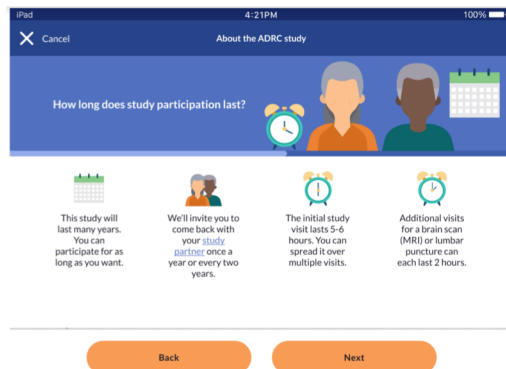 iPad 4:21PM 100%
Cancel About the ADRC study
How long does study participation last?
This study will
last many years.
You can
participate for as
long as you want.
We'll invite you to
come back with
your study
partner once a
year or every two
years.
The initial study
visit lasts 5-6
hours. You can
spread it over
multiple visits.
Additional visits
for a brain scan
(MRI) or lumbar
puncture can
each last 2 hours.
Back Next